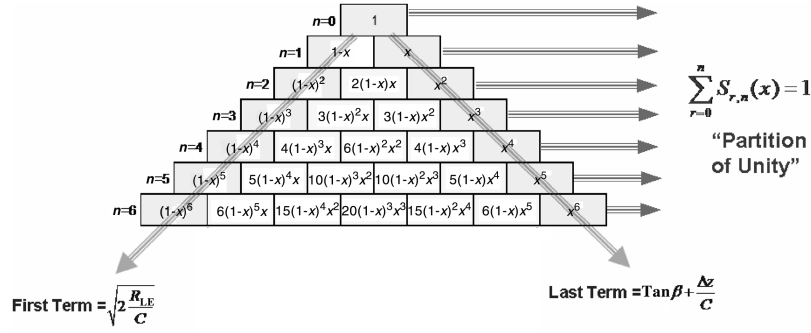 n=0 1
n=1 1-x x
n=2 (1-x)² 2(1-x)x x²
n=3 (1-x)³ 3(1-x)²x 3(1-x)x² x³
n=4 (1-x)⁴ 4(1-x)³x 6(1-x)²x² 4(1-x)x³ x⁴
n=5 (1-x)⁵ 5(1-x)⁴x 10(1-x)³x² 10(1-x)²x³ 5(1-x)x⁴ x⁵
n=6 (1-x)⁶ 6(1-x)⁵x 15(1-x)⁴x² 20(1-x)³x³ 15(1-x)²x⁴ 6(1-x)x⁵ x⁶
∑_{r=0}^{n} S_{r,n}(x) = 1
“Partition
of Unity”
First Term = √(2 R_LE/C)
Last Term =Tan β + Δz/C